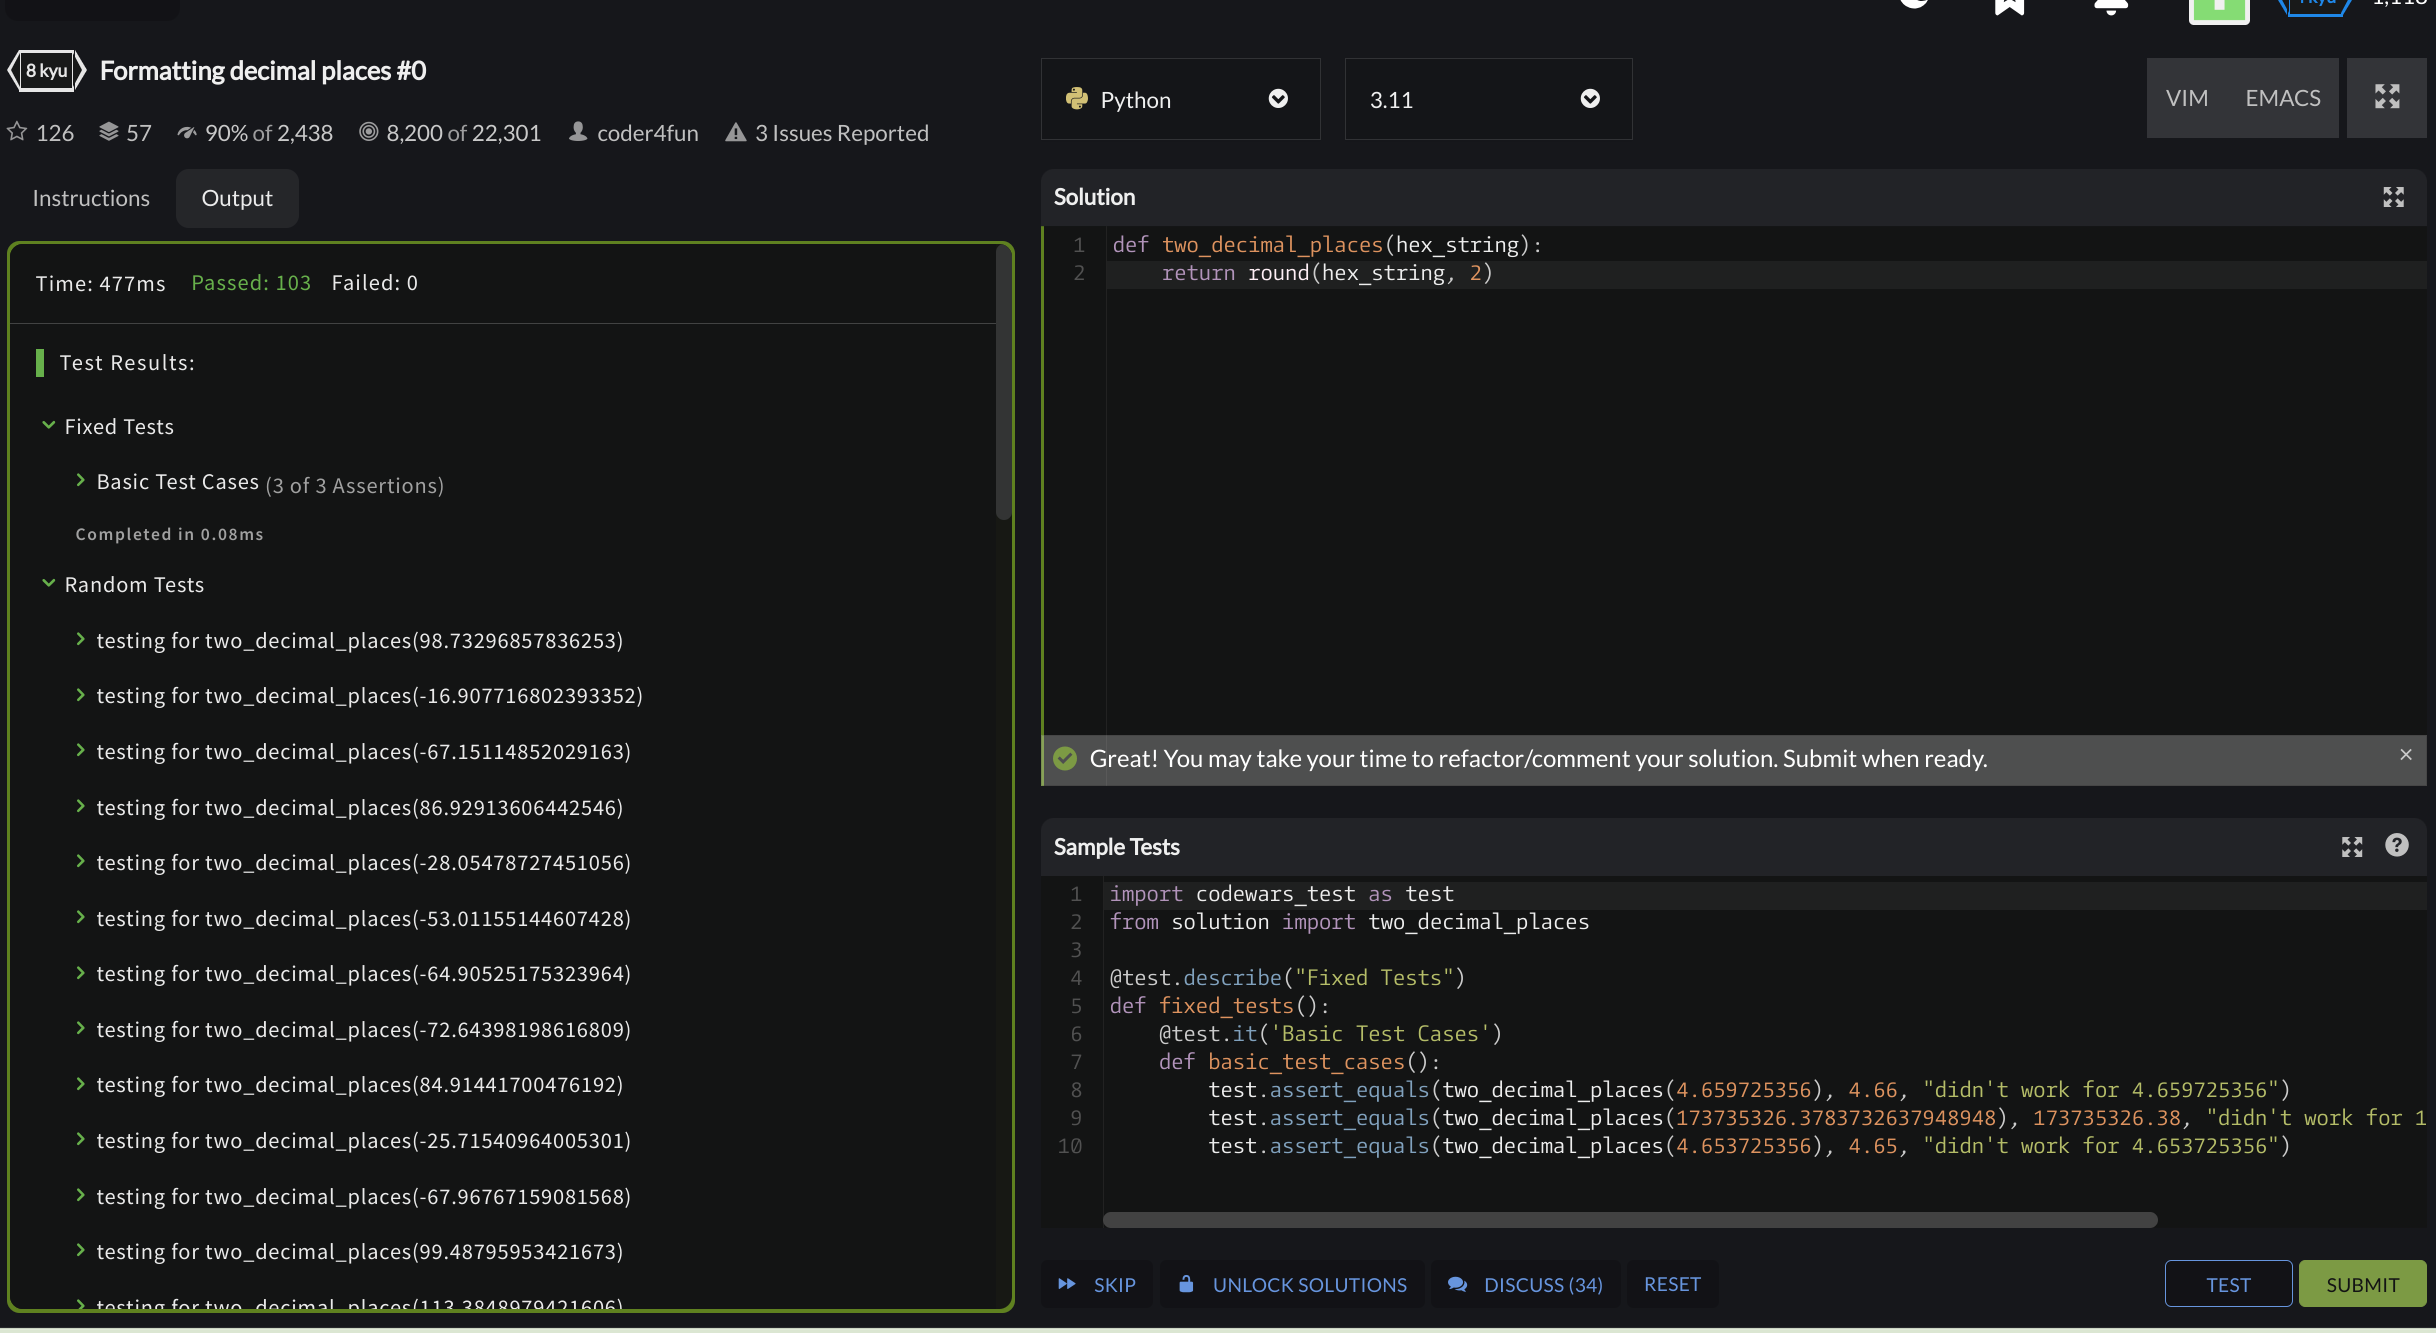 8 kyu Formatting decimal places #0
126 57 90% of 2,438 8,200 of 22,301 coder4fun 3 Issues Reported
Instructions Output
Time: 477ms Passed: 103 Failed: 0
Test Results:
Fixed Tests
Basic Test Cases (3 of 3 Assertions)
Completed in 0.08ms
Random Tests
testing for two_decimal_places(98.73296857836253)
testing for two_decimal_places(-16.907716802393352)
testing for two_decimal_places(-67.15114852029163)
testing for two_decimal_places(86.92913606442546)
testing for two_decimal_places(-28.05478727451056)
testing for two_decimal_places(-53.01155144607428)
testing for two_decimal_places(-64.90525175323964)
testing for two_decimal_places(-72.64398198616809)
testing for two_decimal_places(84.91441700476192)
testing for two_decimal_places(-25.71540964005301)
testing for two_decimal_places(-67.96767159081568)
testing for two_decimal_places(99.48795953421673)
testing for two_decimal_places(113.3848979421606)
Python 3.11 VIM EMACS
Solution
1 def two_decimal_places(hex_string):
2 return round(hex_string, 2)
Great! You may take your time to refactor/comment your solution. Submit when ready.
Sample Tests
1 import codewars_test as test
2 from solution import two_decimal_places
3
4 @test.describe("Fixed Tests")
5 def fixed_tests():
6 @test.it('Basic Test Cases')
7 def basic_test_cases():
8 test.assert_equals(two_decimal_places(4.659725356), 4.66, "didn't work for 4.659725356")
9 test.assert_equals(two_decimal_places(173735326.3783732637948948), 173735326.38, "didn't work for 1
10 test.assert_equals(two_decimal_places(4.653725356), 4.65, "didn't work for 4.653725356")
SKIP UNLOCK SOLUTIONS DISCUSS (34) RESET TEST SUBMIT